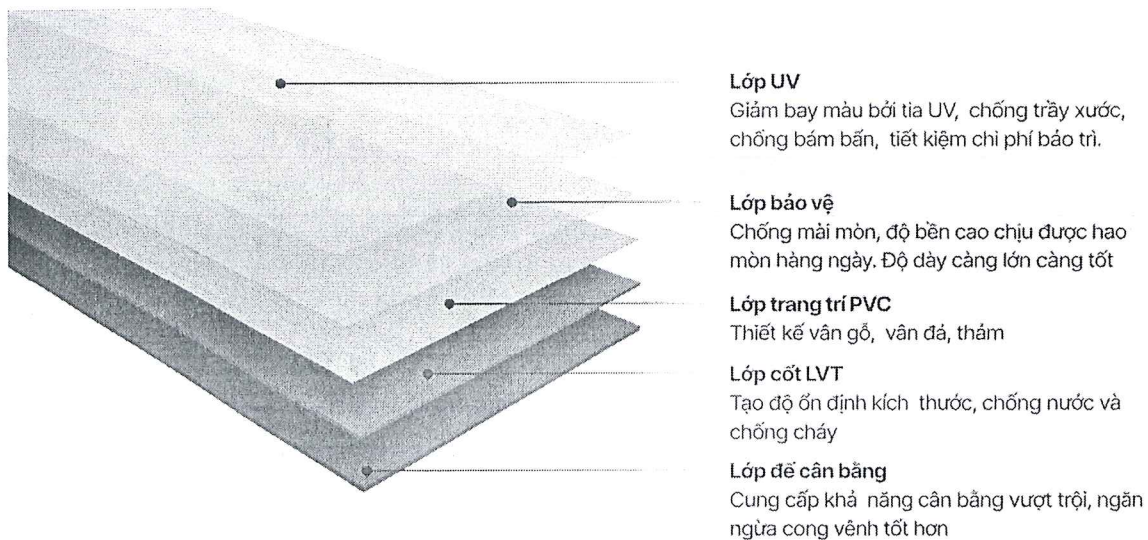 Lớp UV
Giảm bay màu bởi tia UV, chống trầy xước,
chống bám bẩn, tiết kiệm chi phí bảo trì.
Lớp bảo vệ
Chống mài mòn, độ bền cao chịu được hao
mòn hàng ngày. Độ dày càng lớn càng tốt
Lớp trang trí PVC
Thiết kế vân gỗ, vân đá, thảm
Lớp cốt LVT
Tạo độ ổn định kích thước, chống nước và
chống cháy
Lớp đế cân bằng
Cung cấp khả năng cân bằng vượt trội, ngăn
ngừa cong vênh tốt hơn